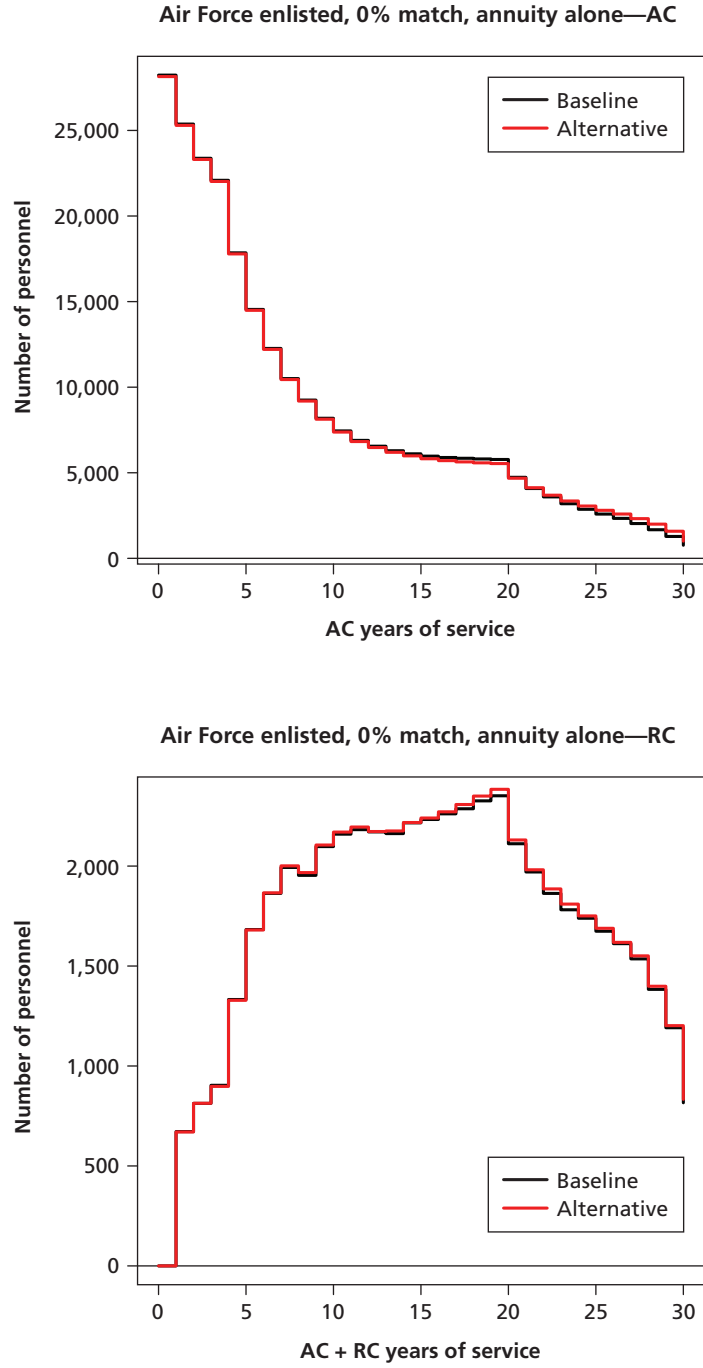 Air Force enlisted, 0% match, annuity alone—AC
Baseline
Alternative
Number of personnel
25,000
20,000
15,000
10,000
5,000
0
0 5 10 15 20 25 30
AC years of service
Air Force enlisted, 0% match, annuity alone—RC
Number of personnel
2,000
1,500
1,000
500
0
Baseline
Alternative
0 5 10 15 20 25 30
AC + RC years of service